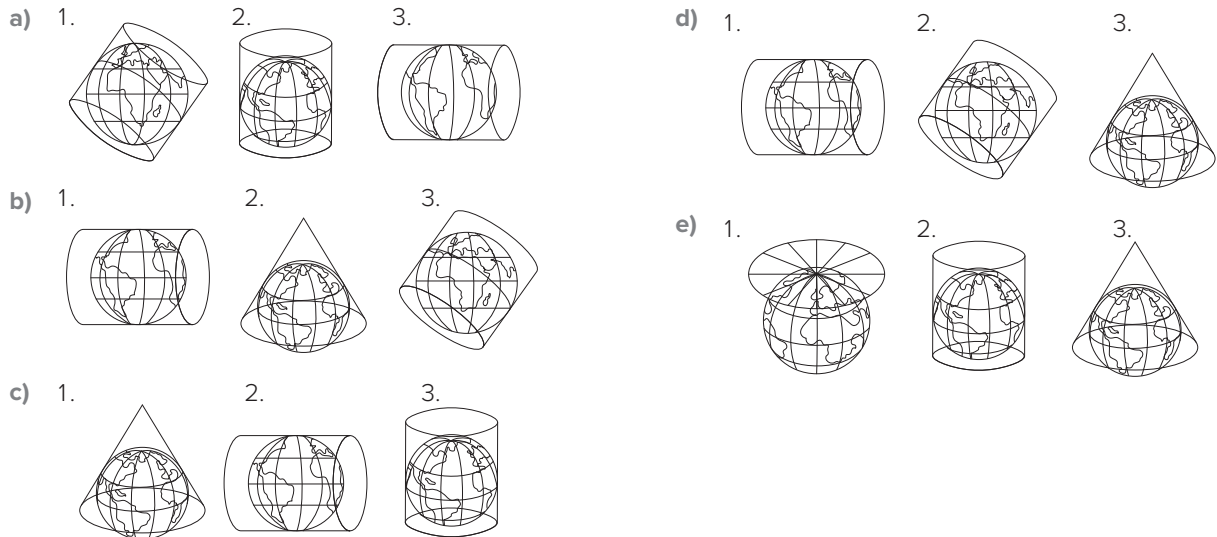 a) 1. 2. 3.
b) 1. 2. 3.
c) 1. 2. 3.
d) 1. 2. 3.
e) 1. 2. 3.